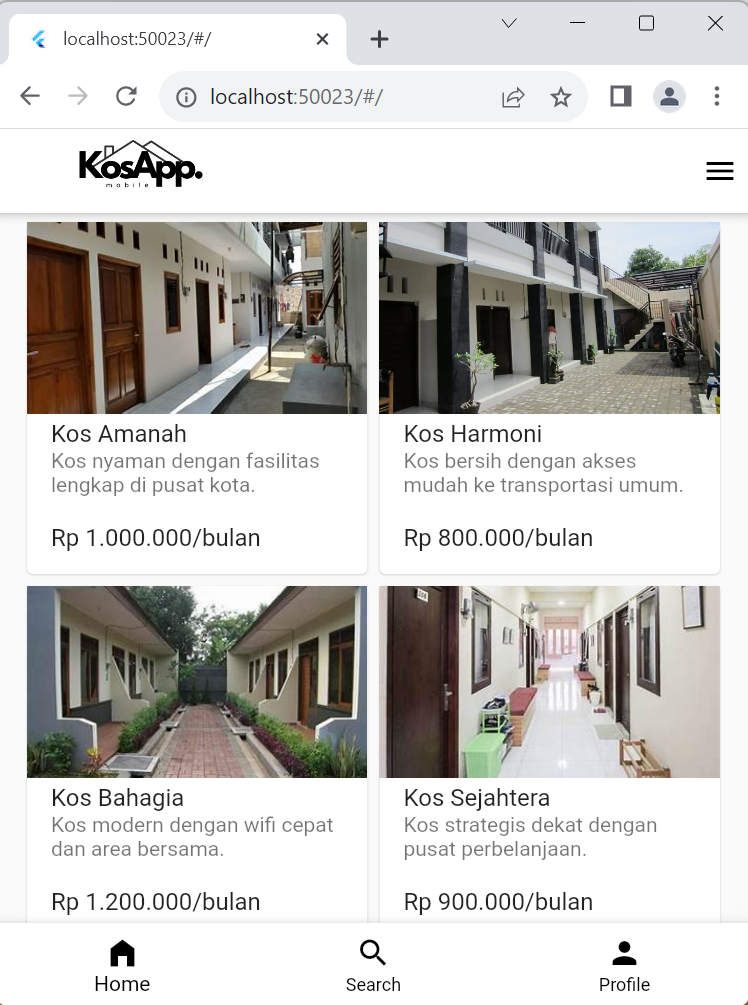 localhost:50023/#/
localhost:50023/#/
KosApp.
mobile
Kos Amanah
Kos nyaman dengan fasilitas
lengkap di pusat kota.
Rp 1.000.000/bulan
Kos Harmoni
Kos bersih dengan akses
mudah ke transportasi umum.
Rp 800.000/bulan
Kos Bahagia
Kos modern dengan wifi cepat
dan area bersama.
Rp 1.200.000/bulan
Kos Sejahtera
Kos strategis dekat dengan
pusat perbelanjaan.
Rp 900.000/bulan
Home
Search
Profile